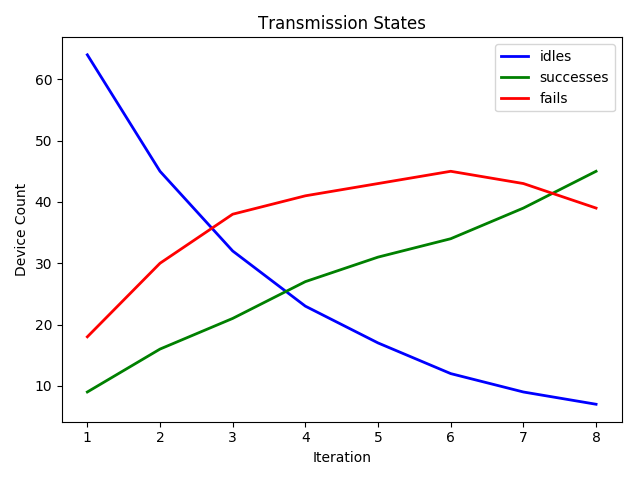 Transmission States
idles
successes
fails
Device Count
60
50
40
30
20
10
1 2 3 4 5 6 7 8
Iteration